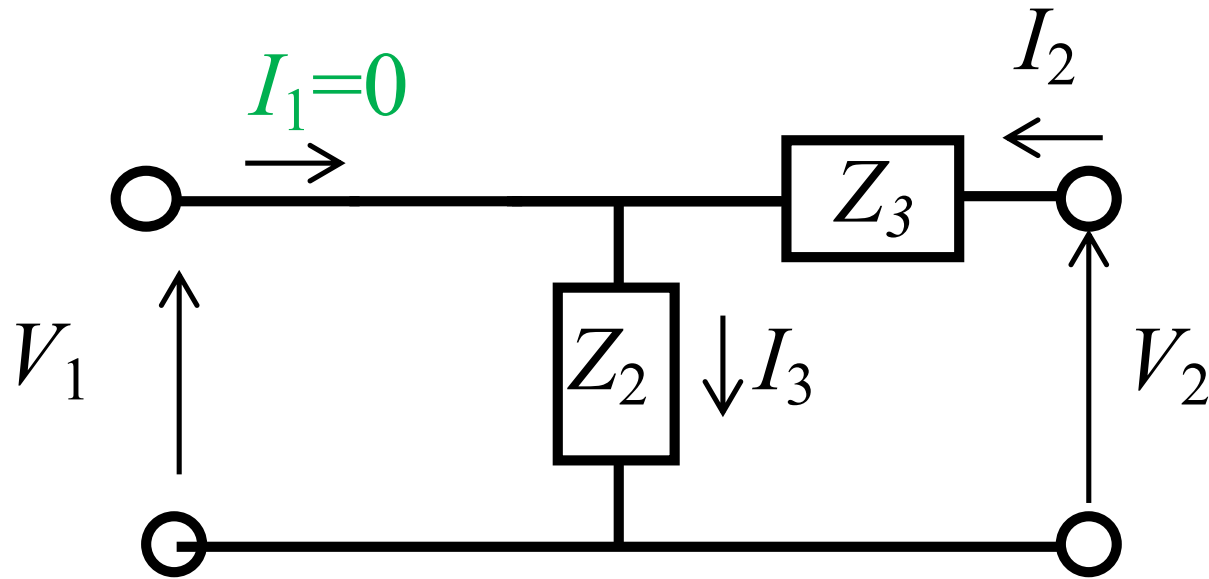 I₁=0
I₂
Z₃
V₁
Z₂
I₃
V₂